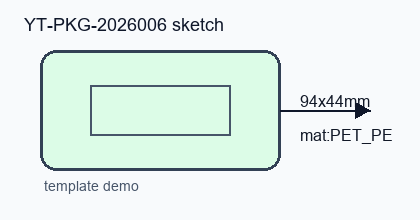 YT-PKG-2026006 sketch
94x44mm
mat:PET_PE
template demo